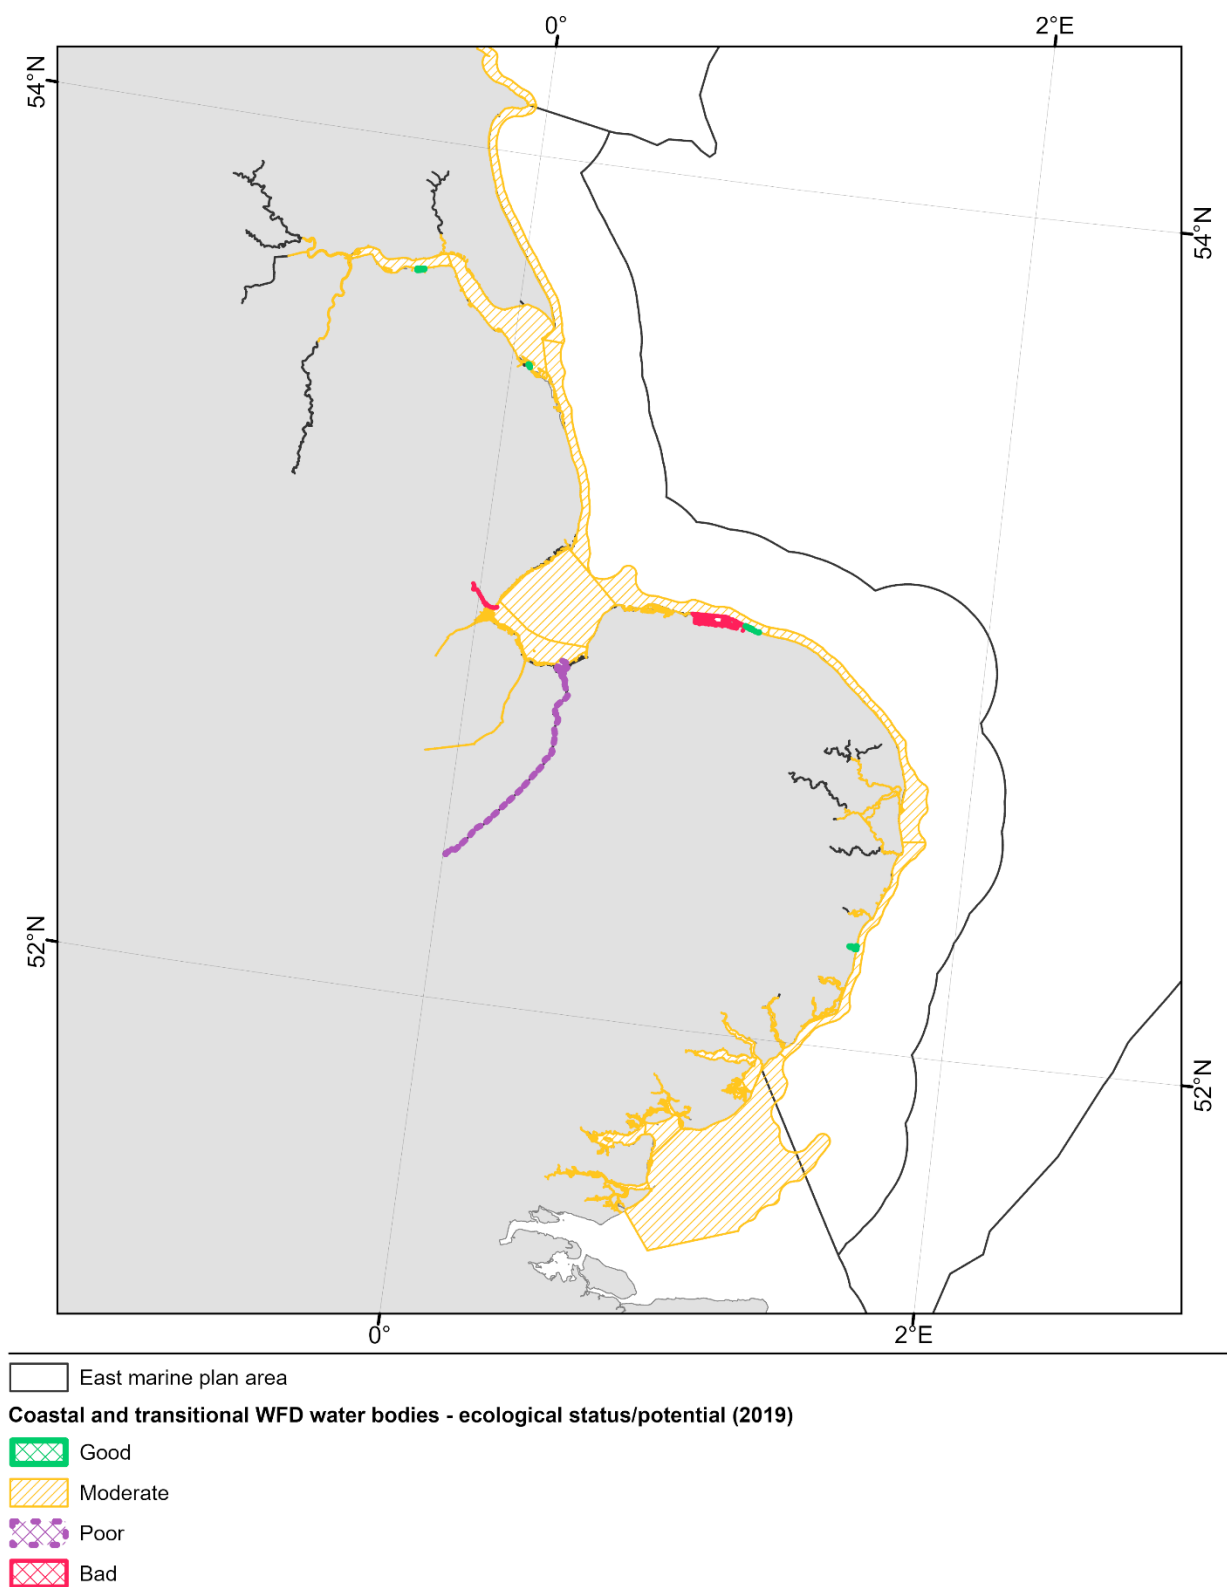 0° 2°E
54°N
54°N
52°N
52°N
0° 2°E
East marine plan area
Coastal and transitional WFD water bodies - ecological status/potential (2019)
Good
Moderate
Poor
Bad